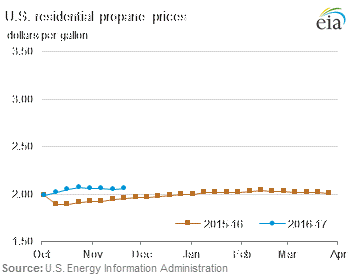 U.S. residential propane prices
dollars per gallon
eia
3.50
3.00
2.50
2.00
1.50
2015-16
2016-17
Oct Nov Dec Jan Feb Mar Apr
Source: U.S. Energy Information Administration